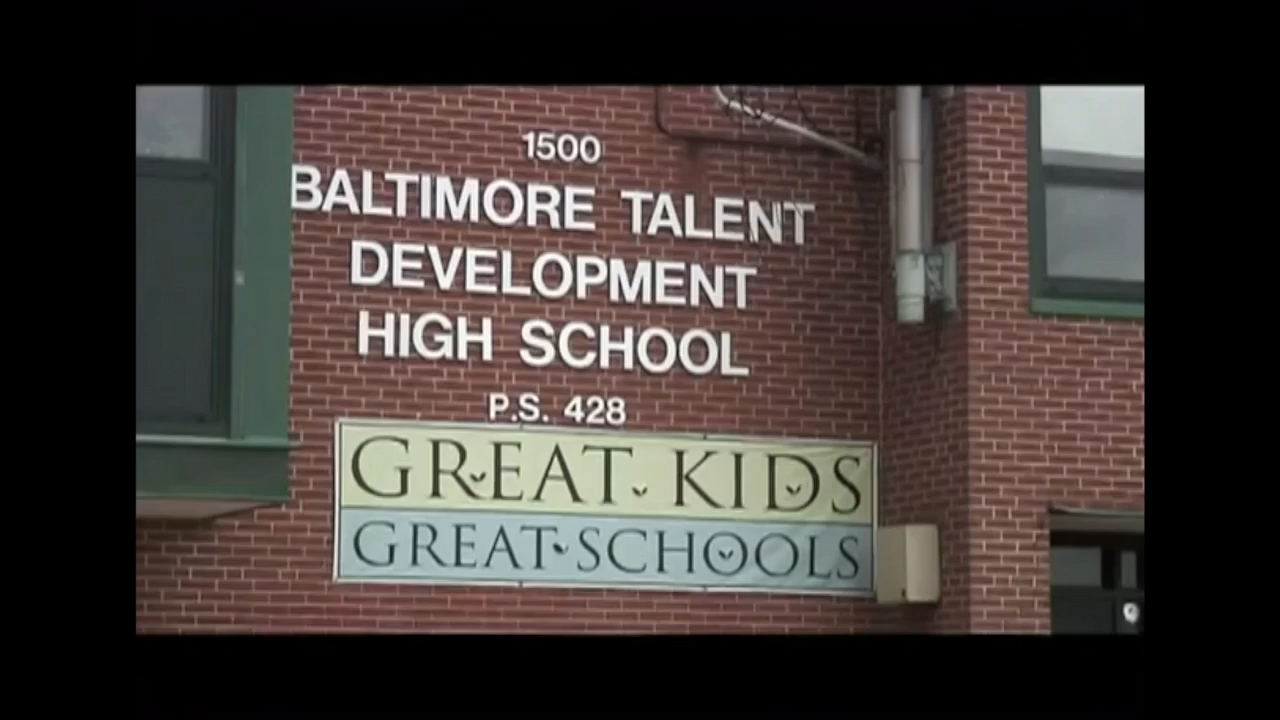 1500
BALTIMORE TALENT
DEVELOPMENT
HIGH SCHOOL
P.S. 428
GREAT KIDS
GREAT SCHOOLS